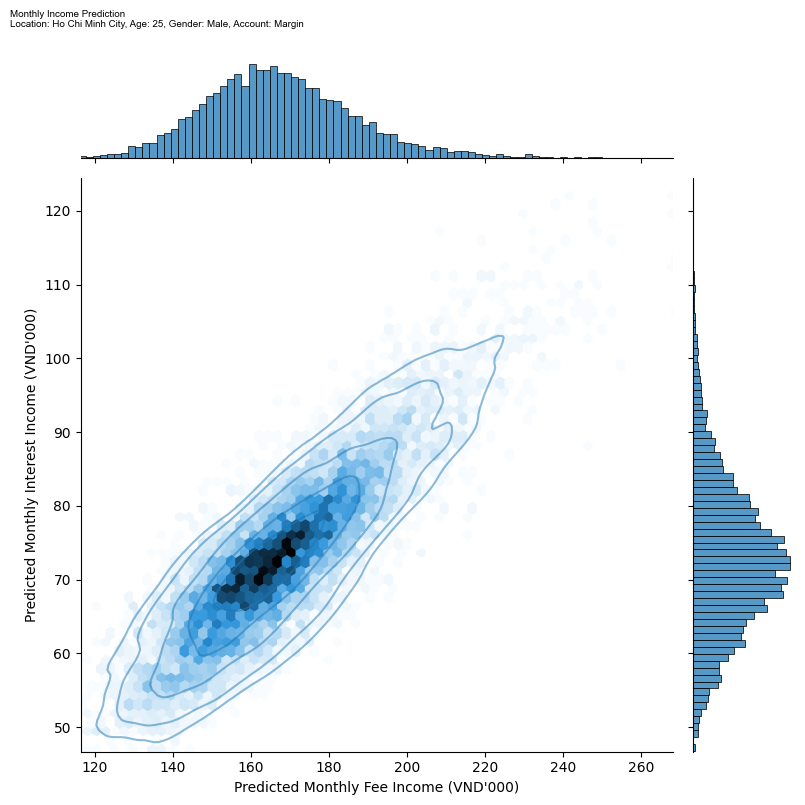 Monthly Income Prediction
Location: Ho Chi Minh City, Age: 25, Gender: Male, Account: Margin
120
110
100
90
80
70
60
50
Predicted Monthly Interest Income (VND'000)
120 140 160 180 200 220 240 260
Predicted Monthly Fee Income (VND'000)